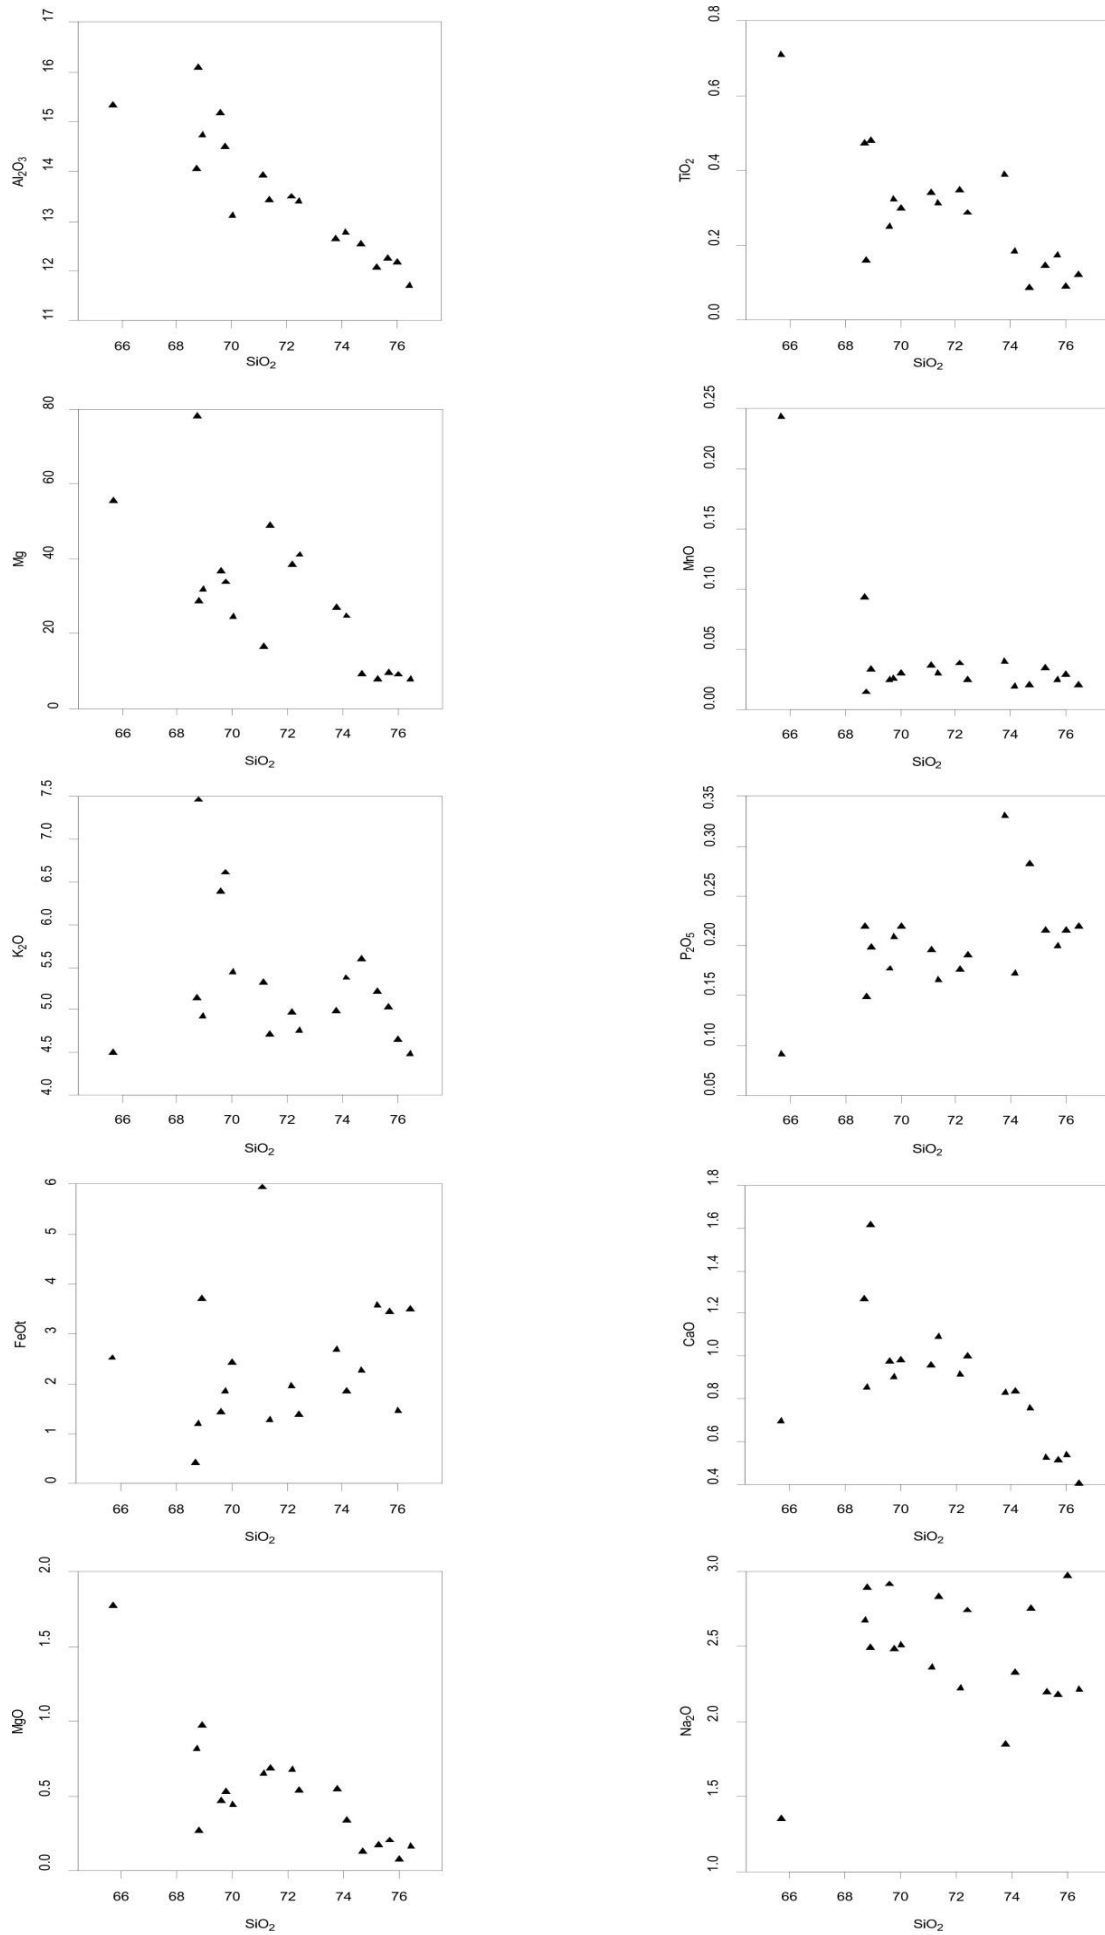 Al₂O₃
17
16
15
14
13
12
11
66 68 70 72 74 76
SiO₂
TiO₂
0.8
0.6
0.4
0.2
0.0
66 68 70 72 74 76
SiO₂
Mg
80
60
40
20
0
66 68 70 72 74 76
SiO₂
MnO
0.25
0.20
0.15
0.10
0.05
0.00
66 68 70 72 74 76
SiO₂
K₂O
7.5
7.0
6.5
6.0
5.5
5.0
4.5
4.0
66 68 70 72 74 76
SiO₂
P₂O₅
0.35
0.30
0.25
0.20
0.15
0.10
0.05
66 68 70 72 74 76
SiO₂
FeOt
6
5
4
3
2
1
0
66 68 70 72 74 76
SiO₂
CaO
1.8
1.6
1.4
1.2
1.0
0.8
0.6
0.4
66 68 70 72 74 76
SiO₂
MgO
2.0
1.5
1.0
0.5
0.0
66 68 70 72 74 76
SiO₂
Na₂O
3.0
2.5
2.0
1.5
1.0
66 68 70 72 74 76
SiO₂